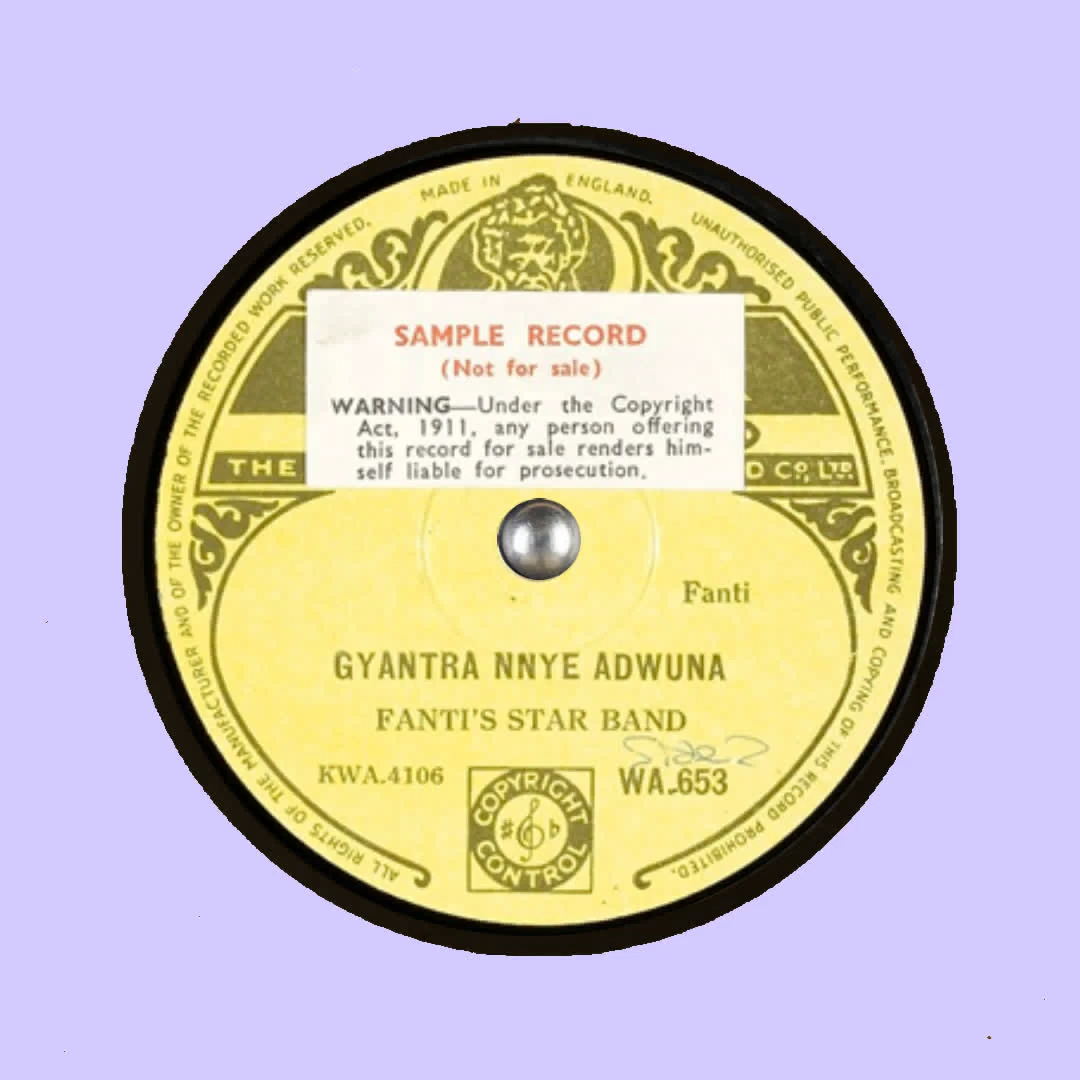 MADE IN ENGLAND.
ALL RIGHTS OF THE MANUFACTURER AND OF THE OWNER OF THE RECORDED WORK RESERVED.
UNAUTHORISED PUBLIC PERFORMANCE, BROADCASTING AND COPYING OF THIS RECORD PROHIBITED.
SAMPLE RECORD
(Not for sale)
WARNING—Under the Copyright
Act, 1911, any person offering
this record for sale renders him-
self liable for prosecution.
THE
CO., LTD.
Fanti
GYANTRA NNYE ADWUNA
FANTI'S STAR BAND
KWA.4106
WA.653
COPYRIGHT
CONTROL